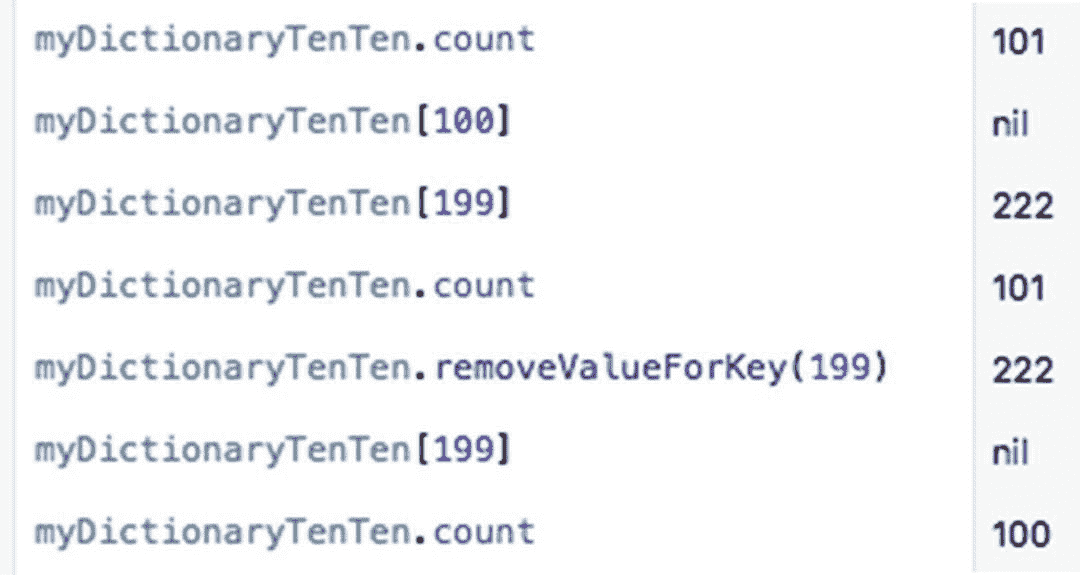 myDictionaryTenTen.count 101
myDictionaryTenTen[100] nil
myDictionaryTenTen[199] 222
myDictionaryTenTen.count 101
myDictionaryTenTen.removeValueForKey(199) 222
myDictionaryTenTen[199] nil
myDictionaryTenTen.count 100